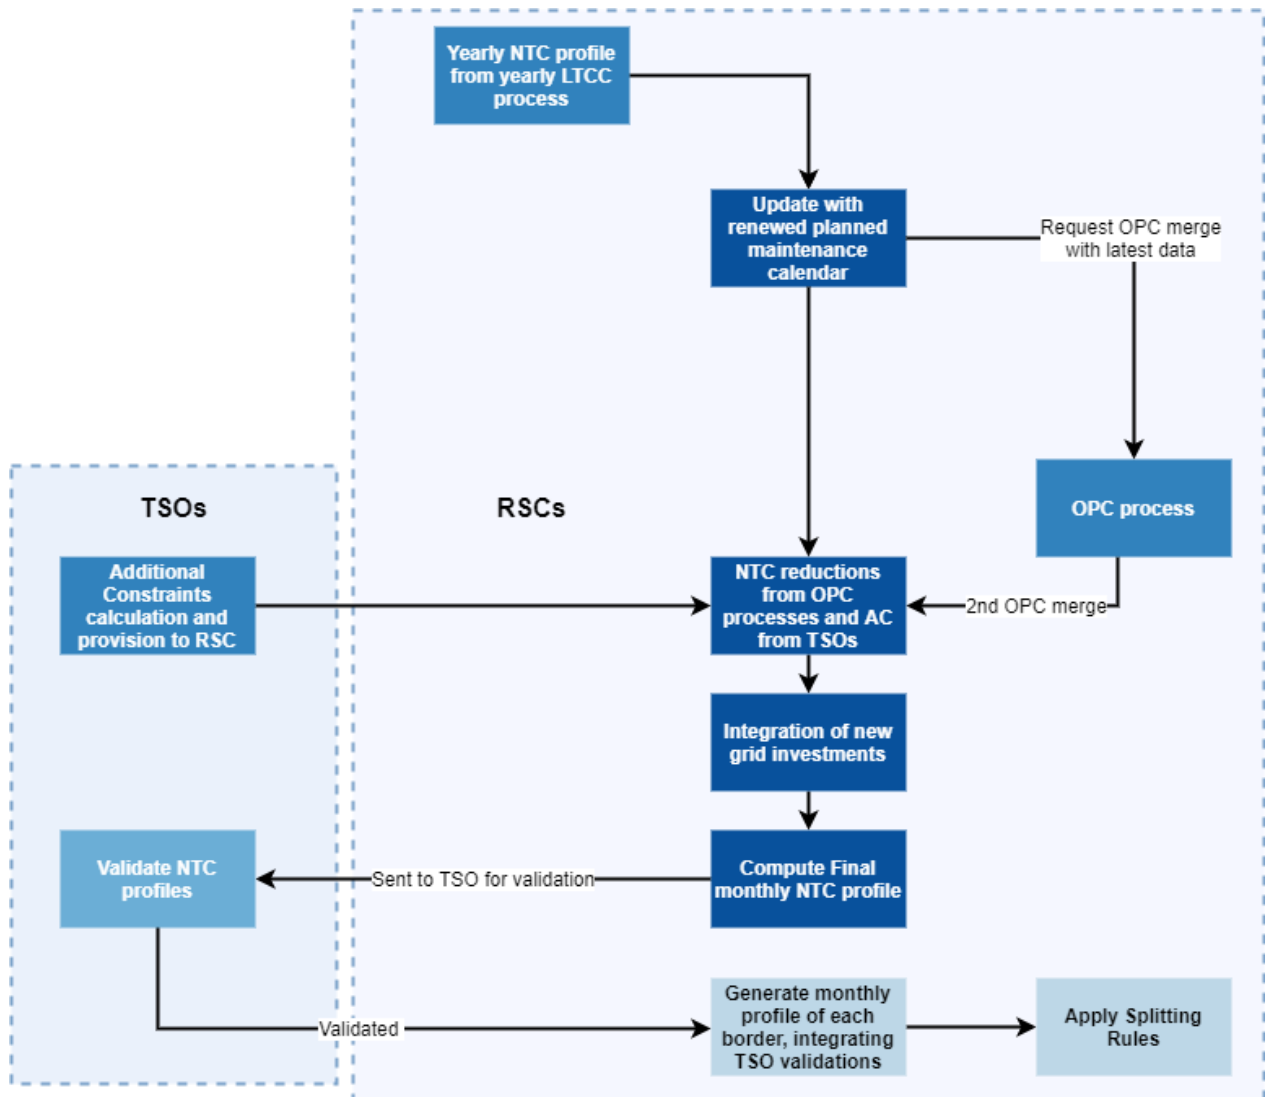 Yearly NTC profile
from yearly LTCC
process
Update with
renewed planned
maintenance
calendar
Request OPC merge
with latest data
OPC process
TSOs
RSCs
Additional
Constraints
calculation and
provision to RSC
NTC reductions
from OPC
processes and AC
from TSOs
2nd OPC merge
Integration of new
grid investments
Validate NTC
profiles
Sent to TSO for validation
Compute Final
monthly NTC profile
Validated
Generate monthly
profile of each
border, integrating
TSO validations
Apply Splitting
Rules